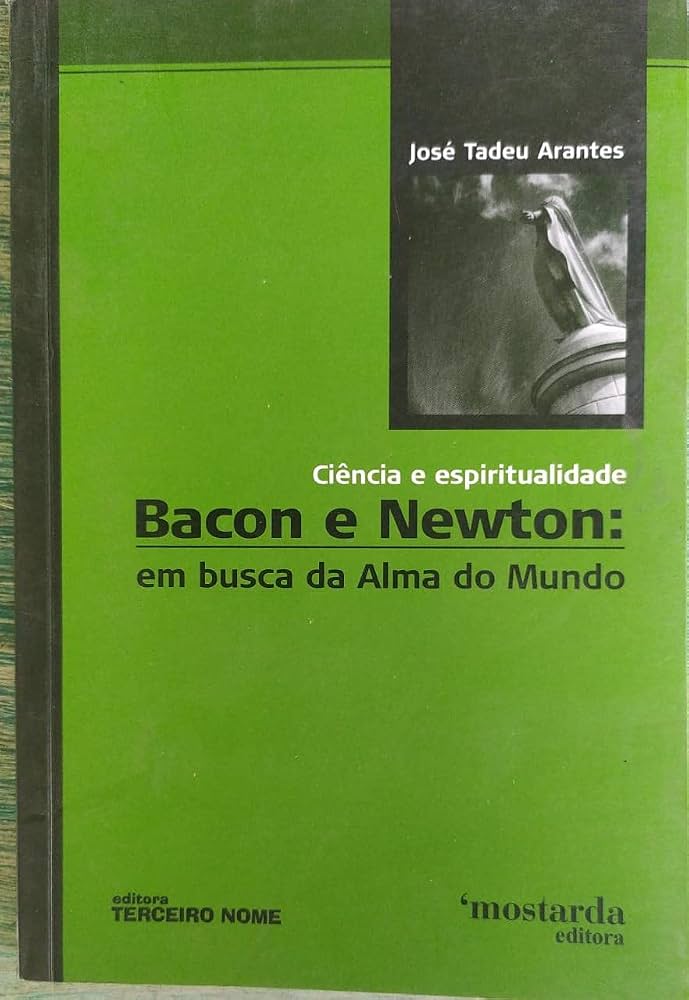 José Tadeu Arantes
Ciência e espiritualidade
Bacon e Newton:
em busca da Alma do Mundo
editora
TERCEIRO NOME
‘mostarda
editora